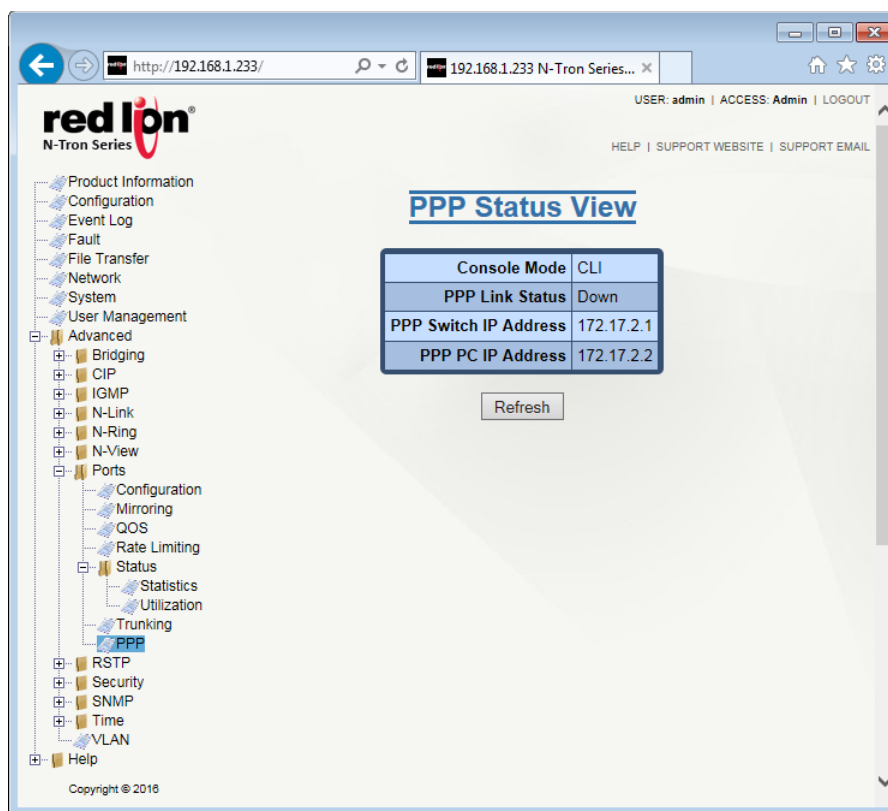 http://192.168.1.233/
192.168.1.233 N-Tron Series...
USER: admin | ACCESS: Admin | LOGOUT
red lion®
N-Tron Series
HELP | SUPPORT WEBSITE | SUPPORT EMAIL
Product Information
Configuration
Event Log
Fault
File Transfer
Network
System
User Management
Advanced
Bridging
CIP
IGMP
N-Link
N-Ring
N-View
Ports
Configuration
Mirroring
QOS
Rate Limiting
Status
Statistics
Utilization
Trunking
PPP
RSTP
Security
SNMP
Time
VLAN
Help
Copyright © 2016
PPP Status View
Console Mode CLI
PPP Link Status Down
PPP Switch IP Address 172.17.2.1
PPP PC IP Address 172.17.2.2
Refresh